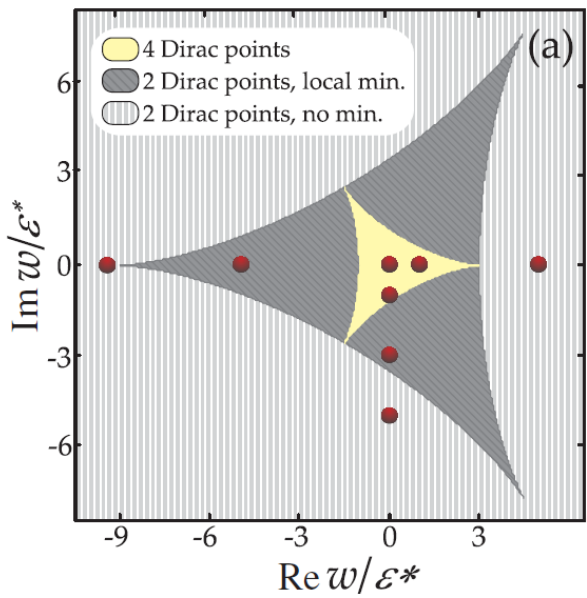 (a)
4 Dirac points
2 Dirac points, local min.
2 Dirac points, no min.
6
3
0
-3
-6
Im w/ε*
-9
-6
-3
0
3
Re w/ε*